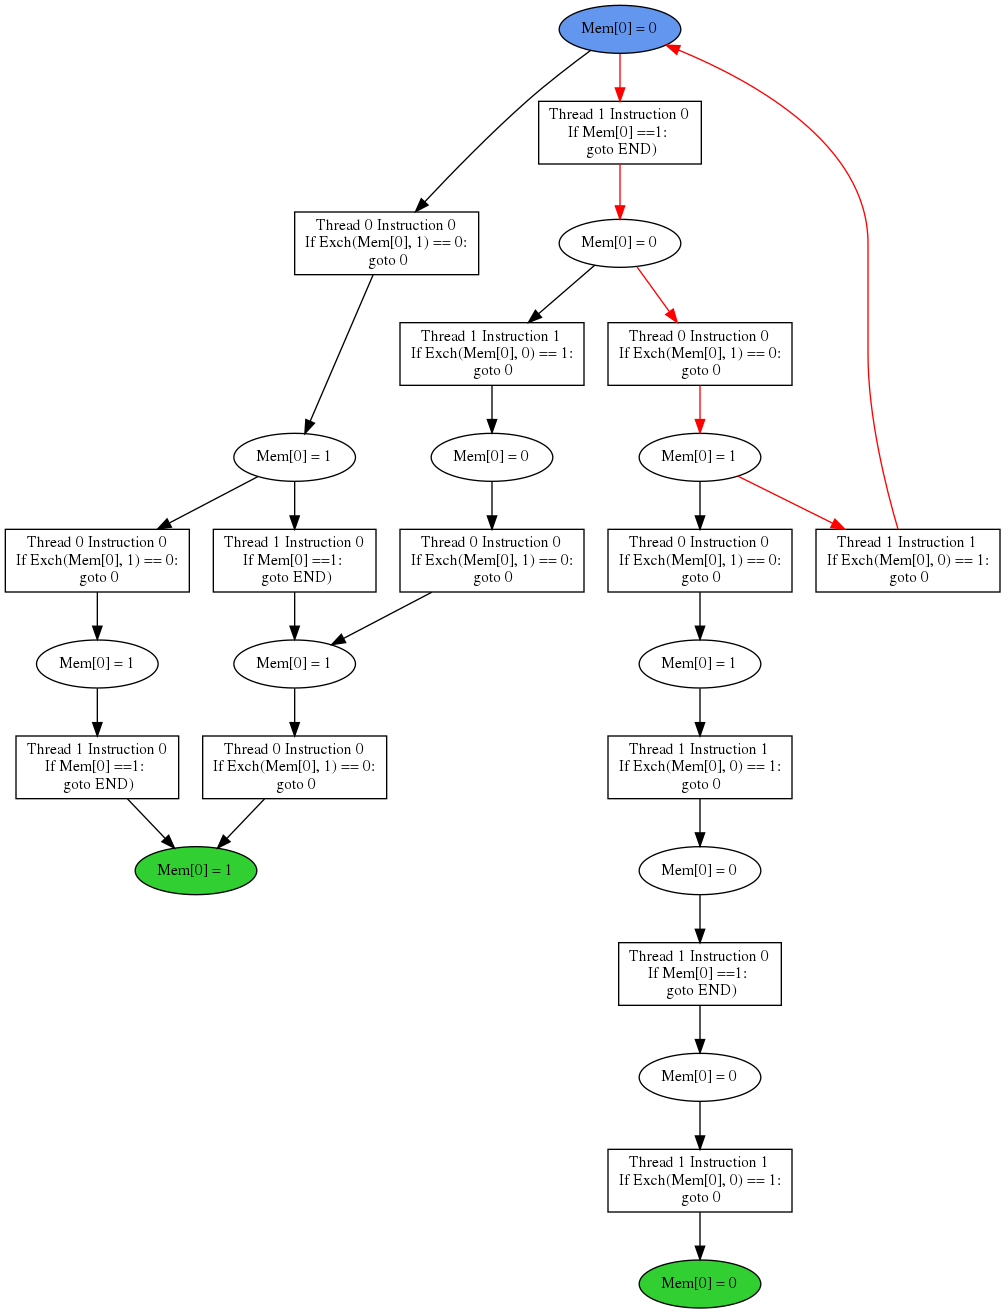 Mem[0] = 0
Thread 1 Instruction 0
If Mem[0] ==1:
goto END)
Thread 0 Instruction 0
If Exch(Mem[0], 1) == 0:
goto 0
Mem[0] = 0
Thread 1 Instruction 1
If Exch(Mem[0], 0) == 1:
goto 0
Thread 0 Instruction 0
If Exch(Mem[0], 1) == 0:
goto 0
Mem[0] = 1
Mem[0] = 0
Mem[0] = 1
Thread 0 Instruction 0
If Exch(Mem[0], 1) == 0:
goto 0
Thread 1 Instruction 0
If Mem[0] ==1:
goto END)
Thread 0 Instruction 0
If Exch(Mem[0], 1) == 0:
goto 0
Thread 0 Instruction 0
If Exch(Mem[0], 1) == 0:
goto 0
Thread 1 Instruction 1
If Exch(Mem[0], 0) == 1:
goto 0
Mem[0] = 1
Mem[0] = 1
Mem[0] = 1
Thread 1 Instruction 0
If Mem[0] ==1:
goto END)
Thread 0 Instruction 0
If Exch(Mem[0], 1) == 0:
goto 0
Thread 1 Instruction 1
If Exch(Mem[0], 0) == 1:
goto 0
Mem[0] = 1
Mem[0] = 0
Thread 1 Instruction 0
If Mem[0] ==1:
goto END)
Mem[0] = 0
Thread 1 Instruction 1
If Exch(Mem[0], 0) == 1:
goto 0
Mem[0] = 0